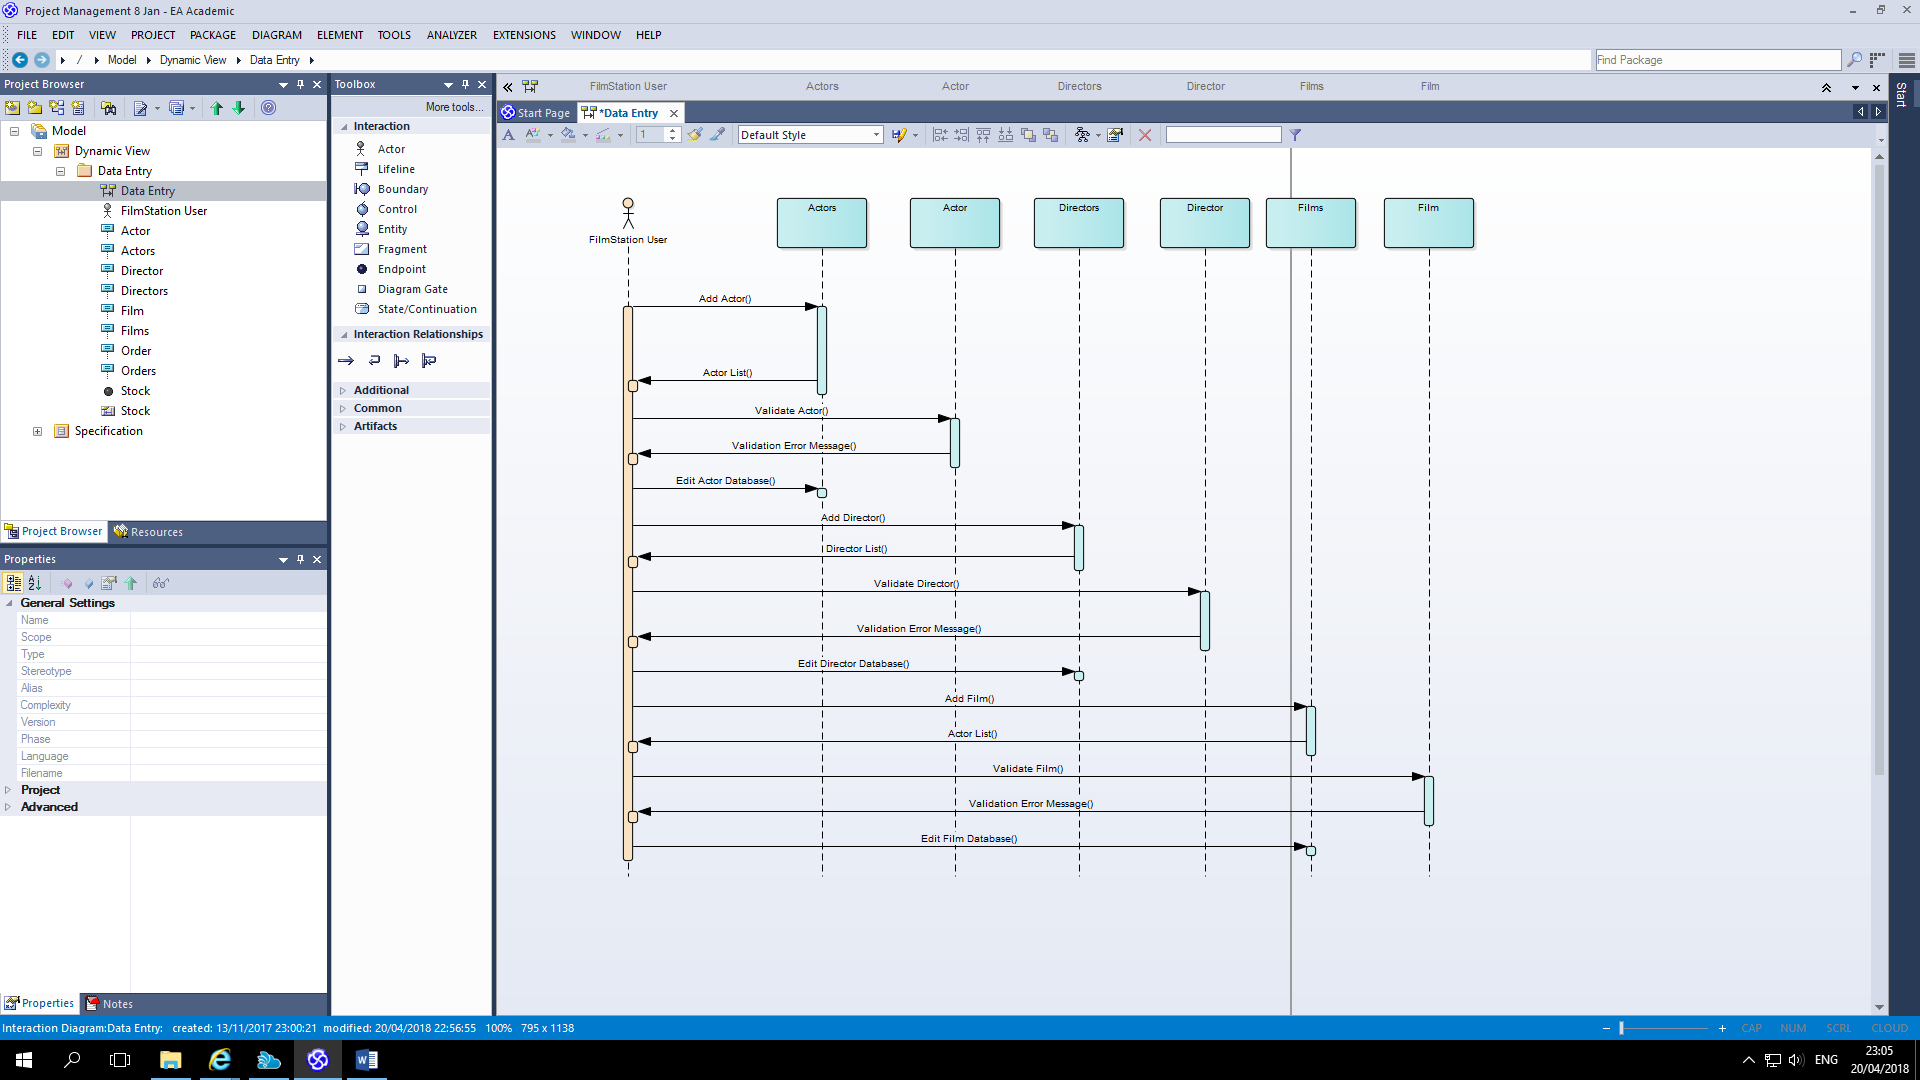 Project Management 8 Jan - EA Academic
FILE EDIT VIEW PROJECT PACKAGE DIAGRAM ELEMENT TOOLS ANALYZER EXTENSIONS WINDOW HELP
/ Model Dynamic View Data Entry
Find Package
Project Browser
Model
Dynamic View
Data Entry
Data Entry
FilmStation User
Actor
Actors
Director
Directors
Film
Films
Order
Orders
Stock
Stock
Specification
Project Browser Resources
Properties
General Settings
Name
Scope
Type
Stereotype
Alias
Complexity
Version
Phase
Language
Filename
Project
Advanced
Properties Notes
Toolbox
More tools...
Interaction
Actor
Lifeline
Boundary
Control
Entity
Fragment
Endpoint
Diagram Gate
State/Continuation
Interaction Relationships
Additional
Common
Artifacts
FilmStation User Actors Actor Directors Director Films Film
Start Page *Data Entry
1 Default Style
Start
Actors Actor Directors Director Films Film
FilmStation User
Add Actor()
Actor List()
Validate Actor()
Validation Error Message()
Edit Actor Database()
Add Director()
Director List()
Validate Director()
Validation Error Message()
Edit Director Database()
Add Film()
Actor List()
Validate Film()
Validation Error Message()
Edit Film Database()
Interaction Diagram:Data Entry: created: 13/11/2017 23:00:21 modified: 20/04/2018 22:56:55 100% 795 x 1138
CAP NUM SCRL CLOUD
ENG
23:05
20/04/2018